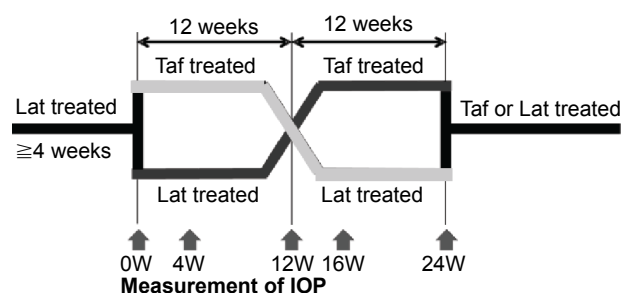 12 weeks 12 weeks
Taf treated Taf treated
Lat treated Taf or Lat treated
≧4 weeks
Lat treated Lat treated
0W 4W 12W 16W 24W
Measurement of IOP